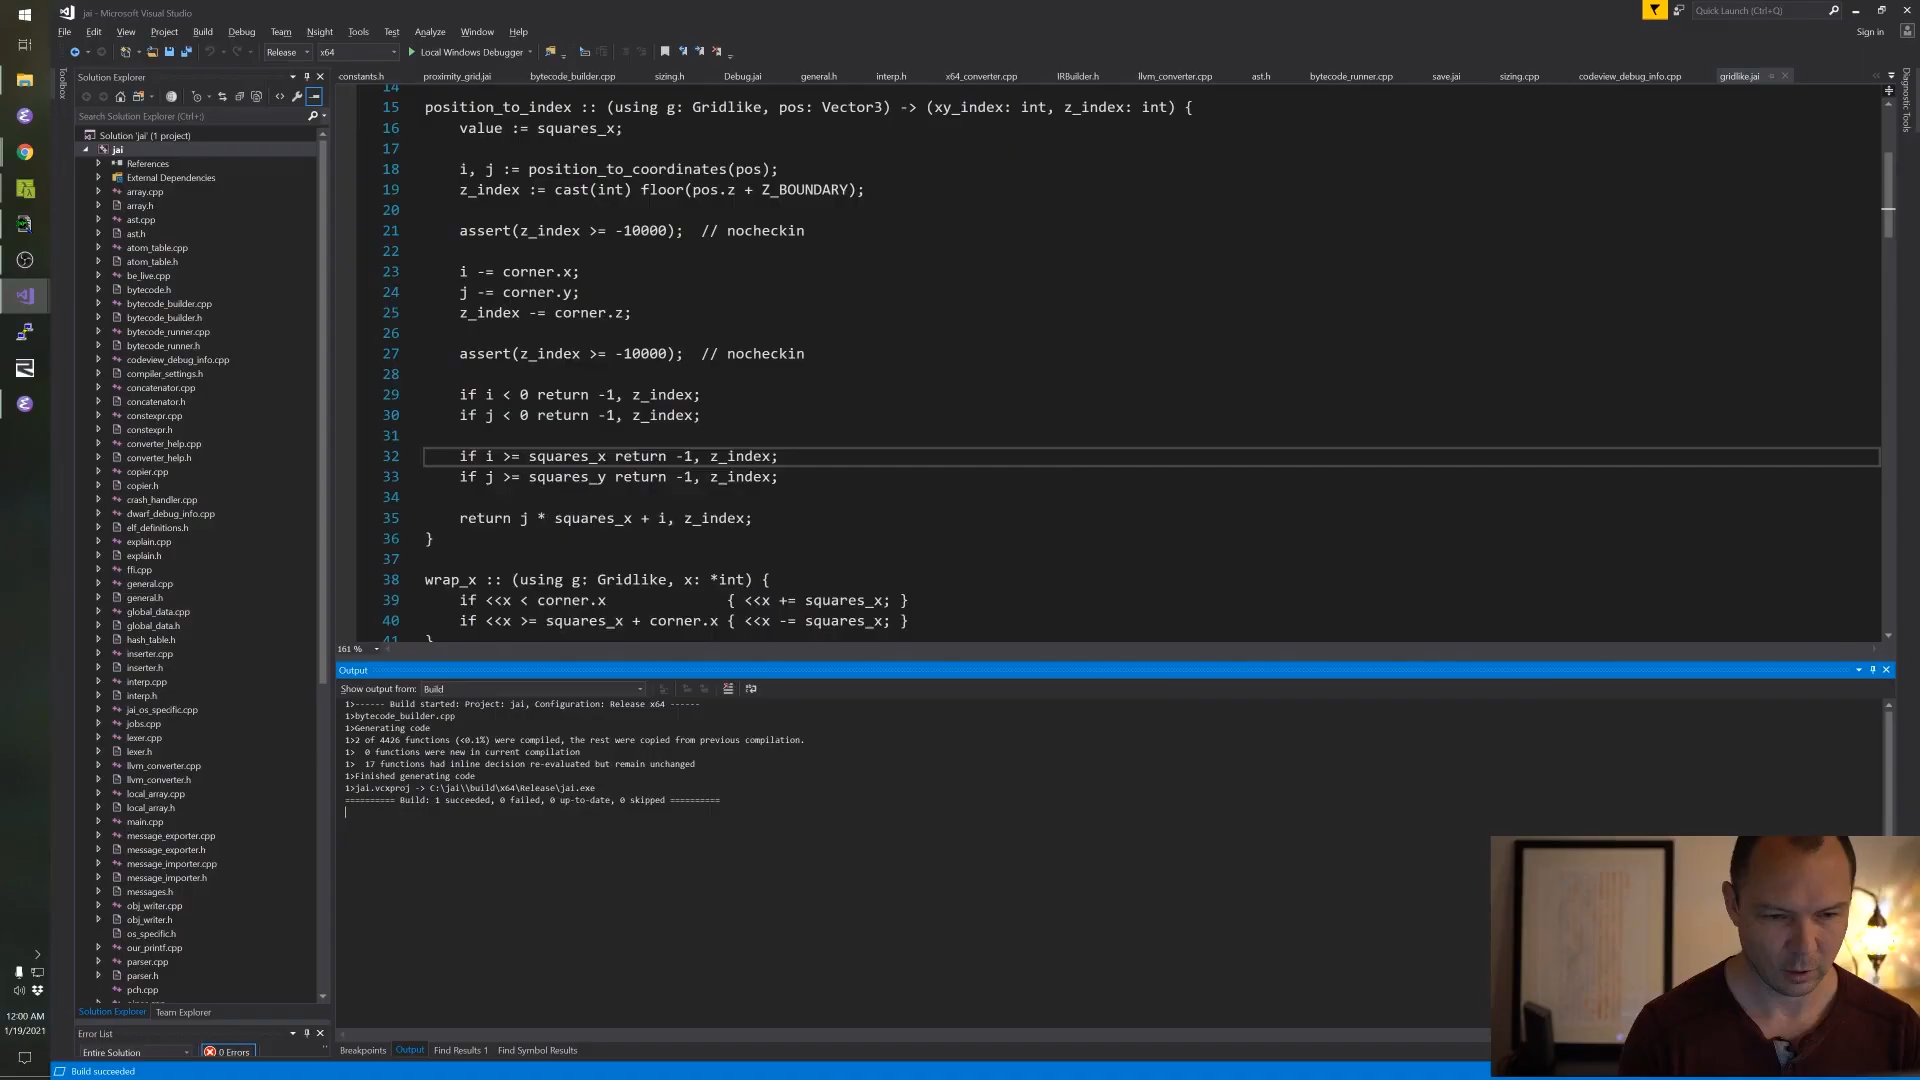 jai - Microsoft Visual Studio
Quick Launch (Ctrl+Q)
File Edit View Project Build Debug Team Nsight Tools Test Analyze Window Help
Sign in
Release x64 Local Windows Debugger
Toolbox
Solution Explorer
Search Solution Explorer (Ctrl+;)
Solution 'jai' (1 project)
jai
References
External Dependencies
array.cpp
array.h
ast.cpp
ast.h
atom_table.cpp
atom_table.h
be_live.cpp
bytecode.h
bytecode_builder.cpp
bytecode_builder.h
bytecode_runner.cpp
bytecode_runner.h
codeview_debug_info.cpp
compiler_settings.h
concatenator.cpp
concatenator.h
constexpr.cpp
constexpr.h
converter_help.cpp
converter_help.h
copier.cpp
copier.h
crash_handler.cpp
dwarf_debug_info.cpp
elf_definitions.h
explain.cpp
explain.h
ffi.cpp
general.cpp
general.h
global_data.cpp
global_data.h
hash_table.h
inserter.cpp
inserter.h
interp.cpp
interp.h
jai_os_specific.cpp
jobs.cpp
lexer.cpp
lexer.h
llvm_converter.cpp
llvm_converter.h
local_array.cpp
local_array.h
main.cpp
message_exporter.cpp
message_exporter.h
message_importer.cpp
message_importer.h
messages.h
obj_writer.cpp
obj_writer.h
os_specific.h
our_printf.cpp
parser.cpp
parser.h
pch.cpp
Solution Explorer Team Explorer
Error List
Entire Solution 0 Errors
constants.h proximity_grid.jai bytecode_builder.cpp sizing.h Debug.jai general.h interp.h x64_converter.cpp IRBuilder.h llvm_converter.cpp ast.h bytecode_runner.cpp save.jai sizing.cpp codeview_debug_info.cpp gridlike.jai
Diagnostic Tools
14
15 position_to_index :: (using g: Gridlike, pos: Vector3) -> (xy_index: int, z_index: int) {
16 value := squares_x;
17
18 i, j := position_to_coordinates(pos);
19 z_index := cast(int) floor(pos.z + Z_BOUNDARY);
20
21 assert(z_index >= -10000); // nocheckin
22
23 i -= corner.x;
24 j -= corner.y;
25 z_index -= corner.z;
26
27 assert(z_index >= -10000); // nocheckin
28
29 if i < 0 return -1, z_index;
30 if j < 0 return -1, z_index;
31
32 if i >= squares_x return -1, z_index;
33 if j >= squares_y return -1, z_index;
34
35 return j * squares_x + i, z_index;
36 }
37
38 wrap_x :: (using g: Gridlike, x: *int) {
39 if <<x < corner.x { <<x += squares_x; }
40 if <<x >= squares_x + corner.x { <<x -= squares_x; }
41 }
161 %
Output
Show output from: Build
1>------ Build started: Project: jai, Configuration: Release x64 ------
1>bytecode_builder.cpp
1>Generating code
1>2 of 4426 functions (<0.1%) were compiled, the rest were copied from previous compilation.
1> 0 functions were new in current compilation
1> 17 functions had inline decision re-evaluated but remain unchanged
1>Finished generating code
1>jai.vcxproj -> C:\jai\\build\x64\Release\jai.exe
========== Build: 1 succeeded, 0 failed, 0 up-to-date, 0 skipped ==========
Breakpoints Output Find Results 1 Find Symbol Results
12:00 AM
1/19/2021
Build succeeded